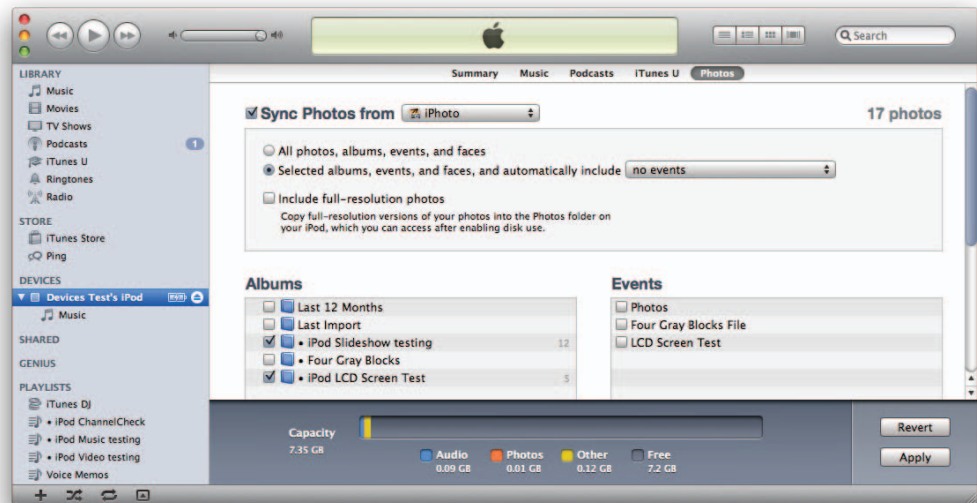 Search
LIBRARY
Music
Movies
TV Shows
Podcasts 1
iTunes U
Ringtones
Radio
STORE
iTunes Store
Ping
DEVICES
Devices Test's iPod
Music
SHARED
GENIUS
PLAYLISTS
iTunes DJ
• iPod ChannelCheck
• iPod Music testing
• iPod Video testing
Voice Memos
Summary Music Podcasts iTunes U Photos
Sync Photos from iPhoto 17 photos
All photos, albums, events, and faces
Selected albums, events, and faces, and automatically include no events
Include full-resolution photos
Copy full-resolution versions of your photos into the Photos folder on
your iPod, which you can access after enabling disk use.
Albums
Last 12 Months
Last Import
• iPod Slideshow testing 12
• Four Gray Blocks
• iPod LCD Screen Test 5
Events
Photos
Four Gray Blocks File
LCD Screen Test
Capacity
7.35 GB
Audio
0.09 GB
Photos
0.01 GB
Other
0.12 GB
Free
7.2 GB
Revert
Apply